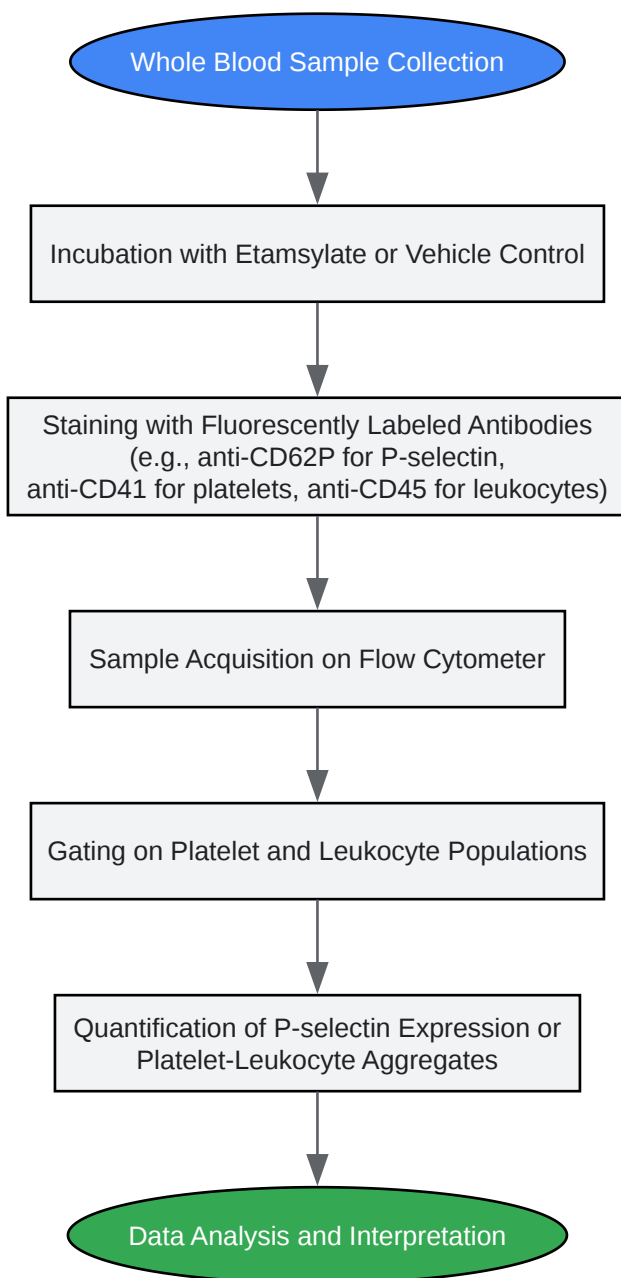 Whole Blood Sample Collection
Incubation with Etamsylate or Vehicle Control
Staining with Fluorescently Labeled Antibodies
(e.g., anti-CD62P for P-selectin,
anti-CD41 for platelets, anti-CD45 for leukocytes)
Sample Acquisition on Flow Cytometer
Gating on Platelet and Leukocyte Populations
Quantification of P-selectin Expression or
Platelet-Leukocyte Aggregates
Data Analysis and Interpretation